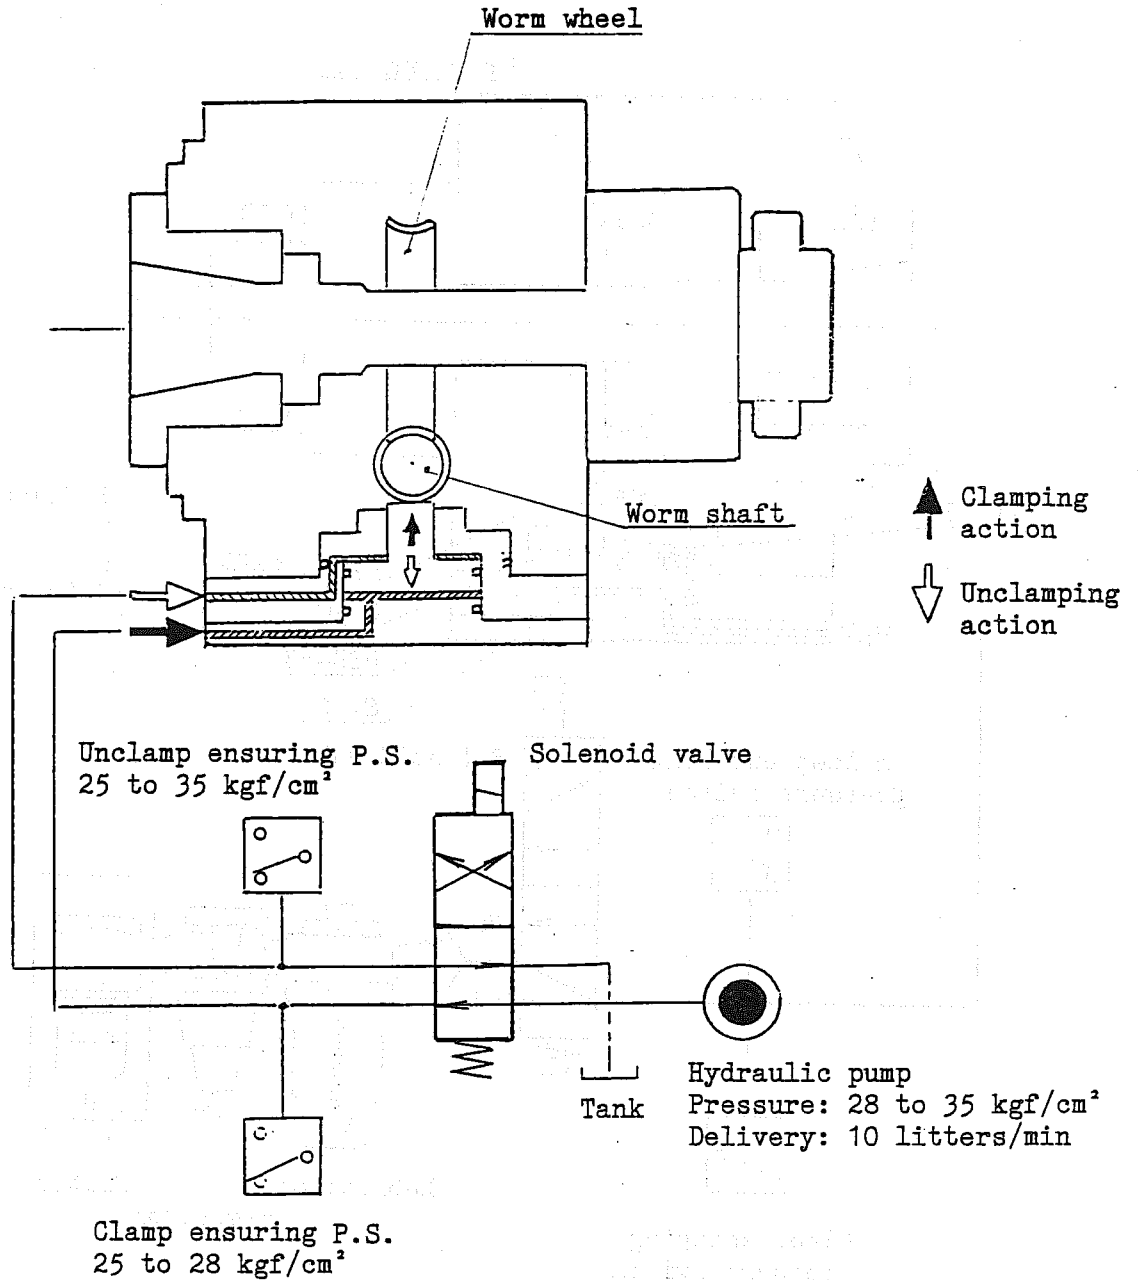 Worm wheel
Worm shaft
Clamping
action
Unclamping
action
Unclamp ensuring P.S.
25 to 35 kgf/cm²
Solenoid valve
Tank
Hydraulic pump
Pressure: 28 to 35 kgf/cm²
Delivery: 10 litters/min
Clamp ensuring P.S.
25 to 28 kgf/cm²